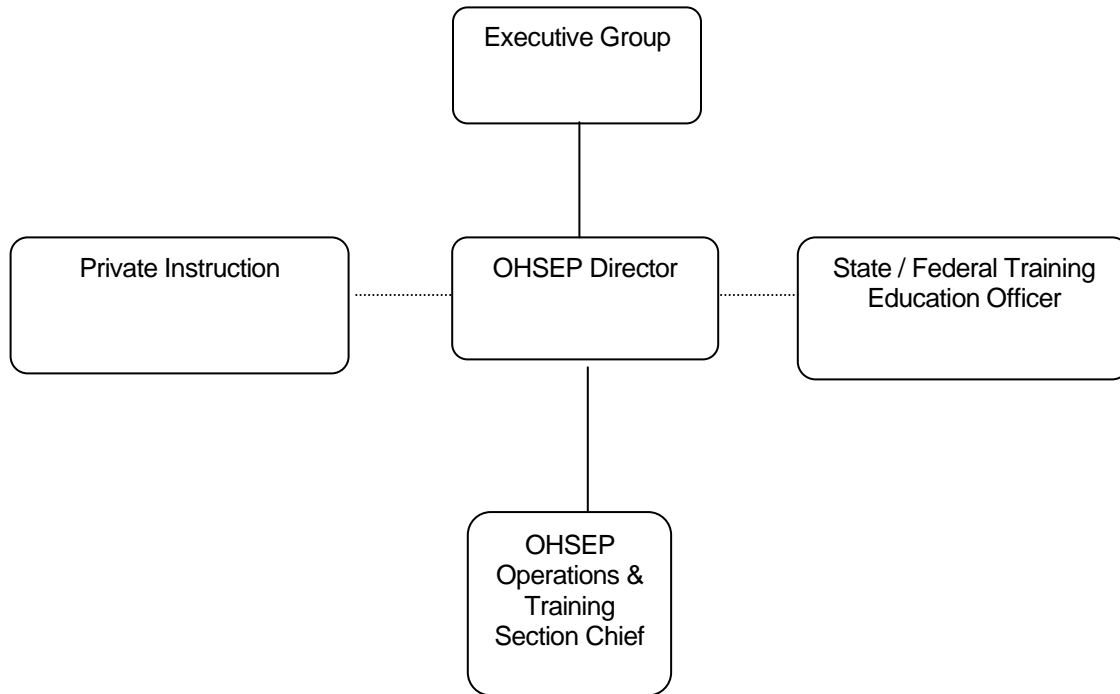 Executive Group
Private Instruction
OHSEP Director
State / Federal Training
Education Officer
OHSEP
Operations &
Training
Section Chief